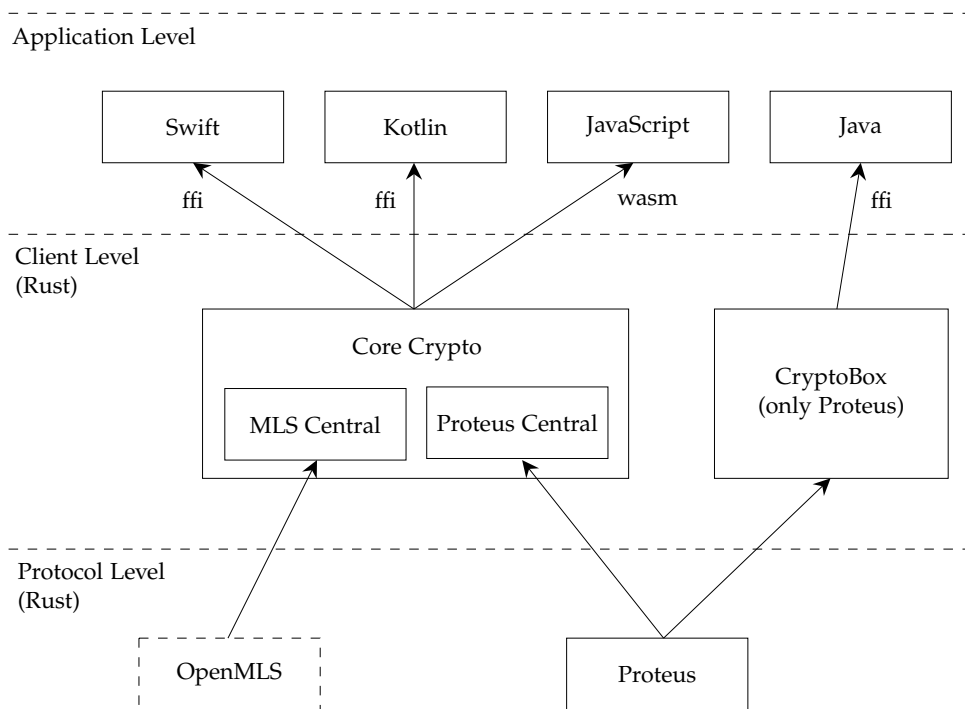 Application Level
Swift
Kotlin
JavaScript
Java
ffi
ffi
wasm
ffi
Client Level
(Rust)
Core Crypto
MLS Central
Proteus Central
CryptoBox
(only Proteus)
Protocol Level
(Rust)
OpenMLS
Proteus